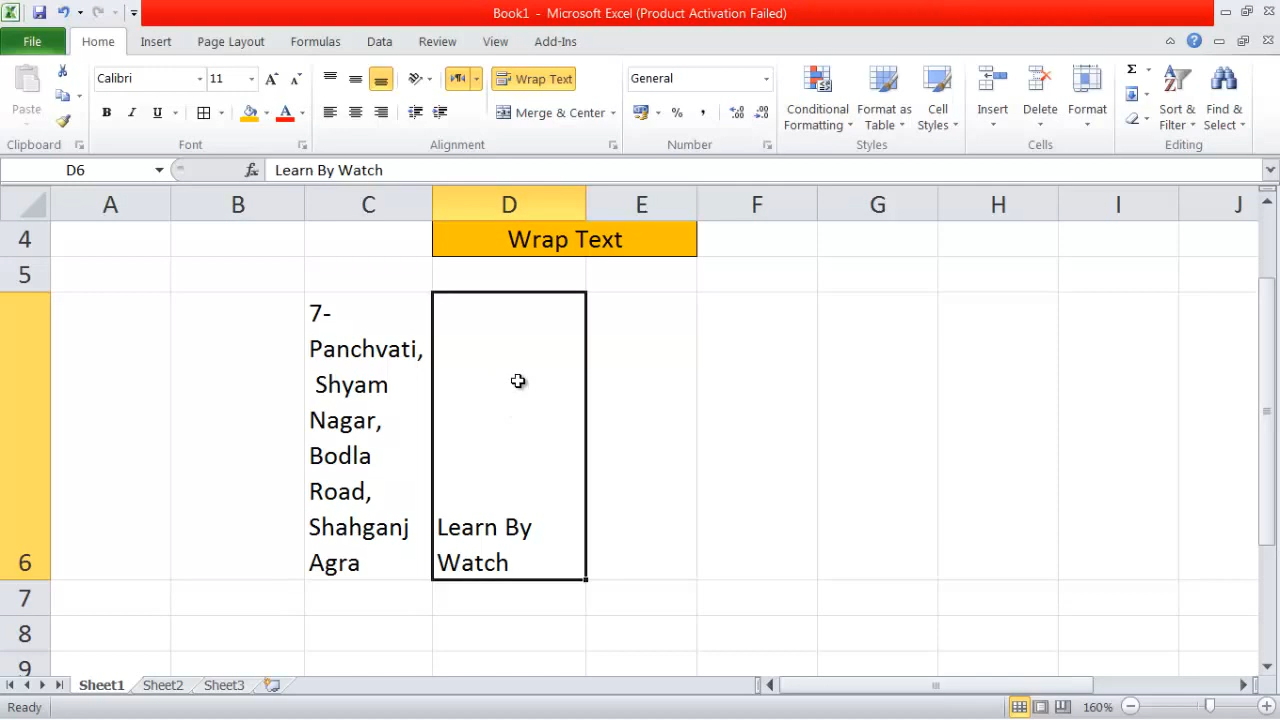 Book1 - Microsoft Excel (Product Activation Failed)
File Home Insert Page Layout Formulas Data Review View Add-Ins
Paste
Calibri 11
B I U A
Wrap Text
Merge & Center
General
% ,
Conditional Formatting
Format as Table
Cell Styles
Insert
Delete
Format
Σ
Sort & Filter
Find & Select
Clipboard Font Alignment Number Styles Cells Editing
D6 fx Learn By Watch
A B C D E F G H I J
4 Wrap Text
5
7-
Panchvati,
Shyam
Nagar,
Bodla
Road,
Shahganj
Agra
Learn By
Watch
6
7
8
9
Sheet1 Sheet2 Sheet3
Ready 160%